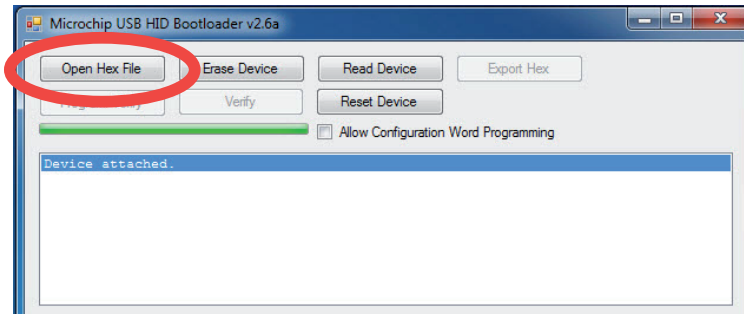 Microchip USB HID Bootloader v2.6a
Open Hex File Erase Device Read Device Export Hex
Verify Reset Device
Allow Configuration Word Programming
Device attached.